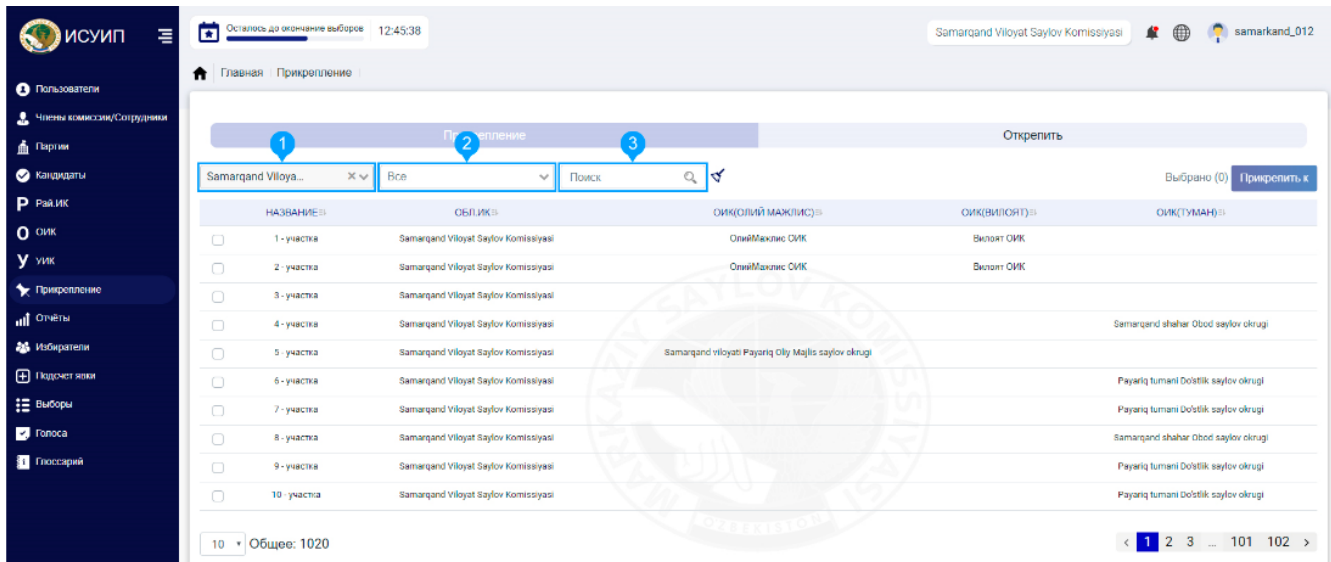 ИСУИП
Осталось до окончание выборов 12:45:38
Samarqand Viloyat Saylov Komissiyasi
samarkand_012
Главная Прикрепление
Пользователи
Члены комиссии/Сотрудники
Партии
Кандидаты
Рай.ИК
ОИК
УИК
Прикрепление
Отчёты
Избиратели
Подсчет явки
Выборы
Голоса
Глоссарий
1 2 3
Прикрепление Открепить
Samarqand Viloya... Все Поиск Выбрано (0) Прикрепить к
НАЗВАНИЕ ОБЛ.ИК ОИК(ОЛИЙ МАЖЛИС) ОИК(ВИЛОЯТ) ОИК(ТУМАН)
1 - участка Samarqand Viloyat Saylov Komissiyasi ОлийМажлис ОИК Вилоят ОИК
2 - участка Samarqand Viloyat Saylov Komissiyasi ОлийМажлис ОИК Вилоят ОИК
3 - участка Samarqand Viloyat Saylov Komissiyasi
4 - участка Samarqand Viloyat Saylov Komissiyasi Samarqand shahar Obod saylov okrugi
5 - участка Samarqand Viloyat Saylov Komissiyasi Samarqand viloyati Payariq Oliy Majlis saylov okrugi
6 - участка Samarqand Viloyat Saylov Komissiyasi Payariq tumani Do'stlik saylov okrugi
7 - участка Samarqand Viloyat Saylov Komissiyasi Payariq tumani Do'stlik saylov okrugi
8 - участка Samarqand Viloyat Saylov Komissiyasi Samarqand shahar Obod saylov okrugi
9 - участка Samarqand Viloyat Saylov Komissiyasi Payariq tumani Do'stlik saylov okrugi
10 - участка Samarqand Viloyat Saylov Komissiyasi Payariq tumani Do'stlik saylov okrugi
MARKAZIY SAYLOV KOMISSIYASI
OZBEKISTON
10 Общее: 1020 < 1 2 3 ... 101 102 >